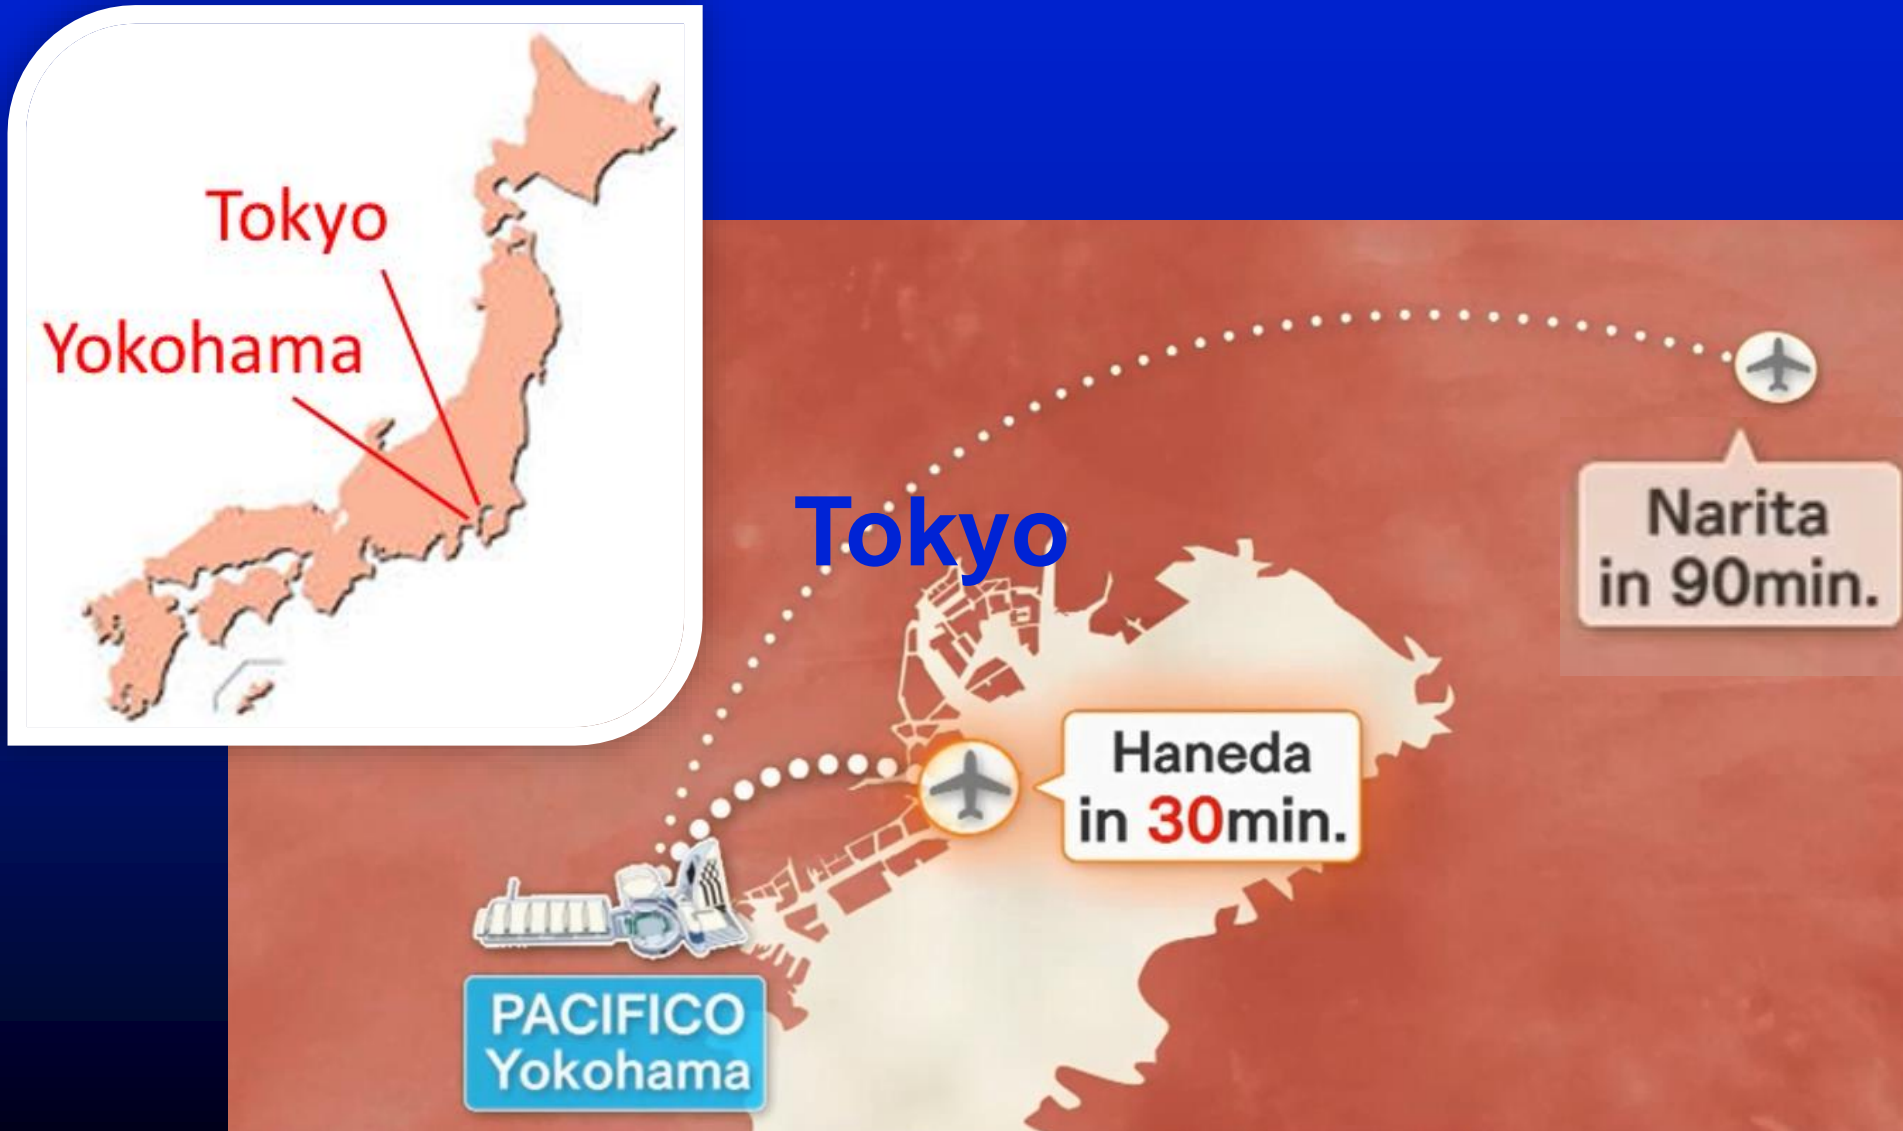 Tokyo
Yokohama
Tokyo
Narita
in 90min.
Haneda
in 30min.
PACIFICO
Yokohama